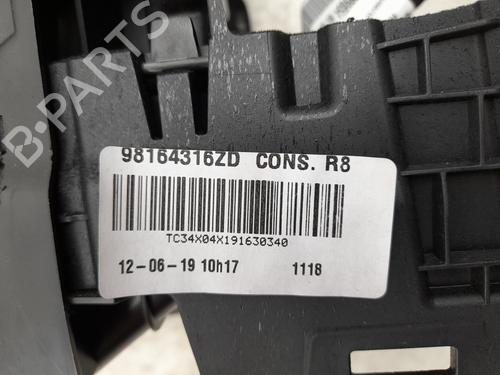 B-PARTS
98164316ZD CONS. R8
TC34X04X191630340
12-06-19 10h17 1118